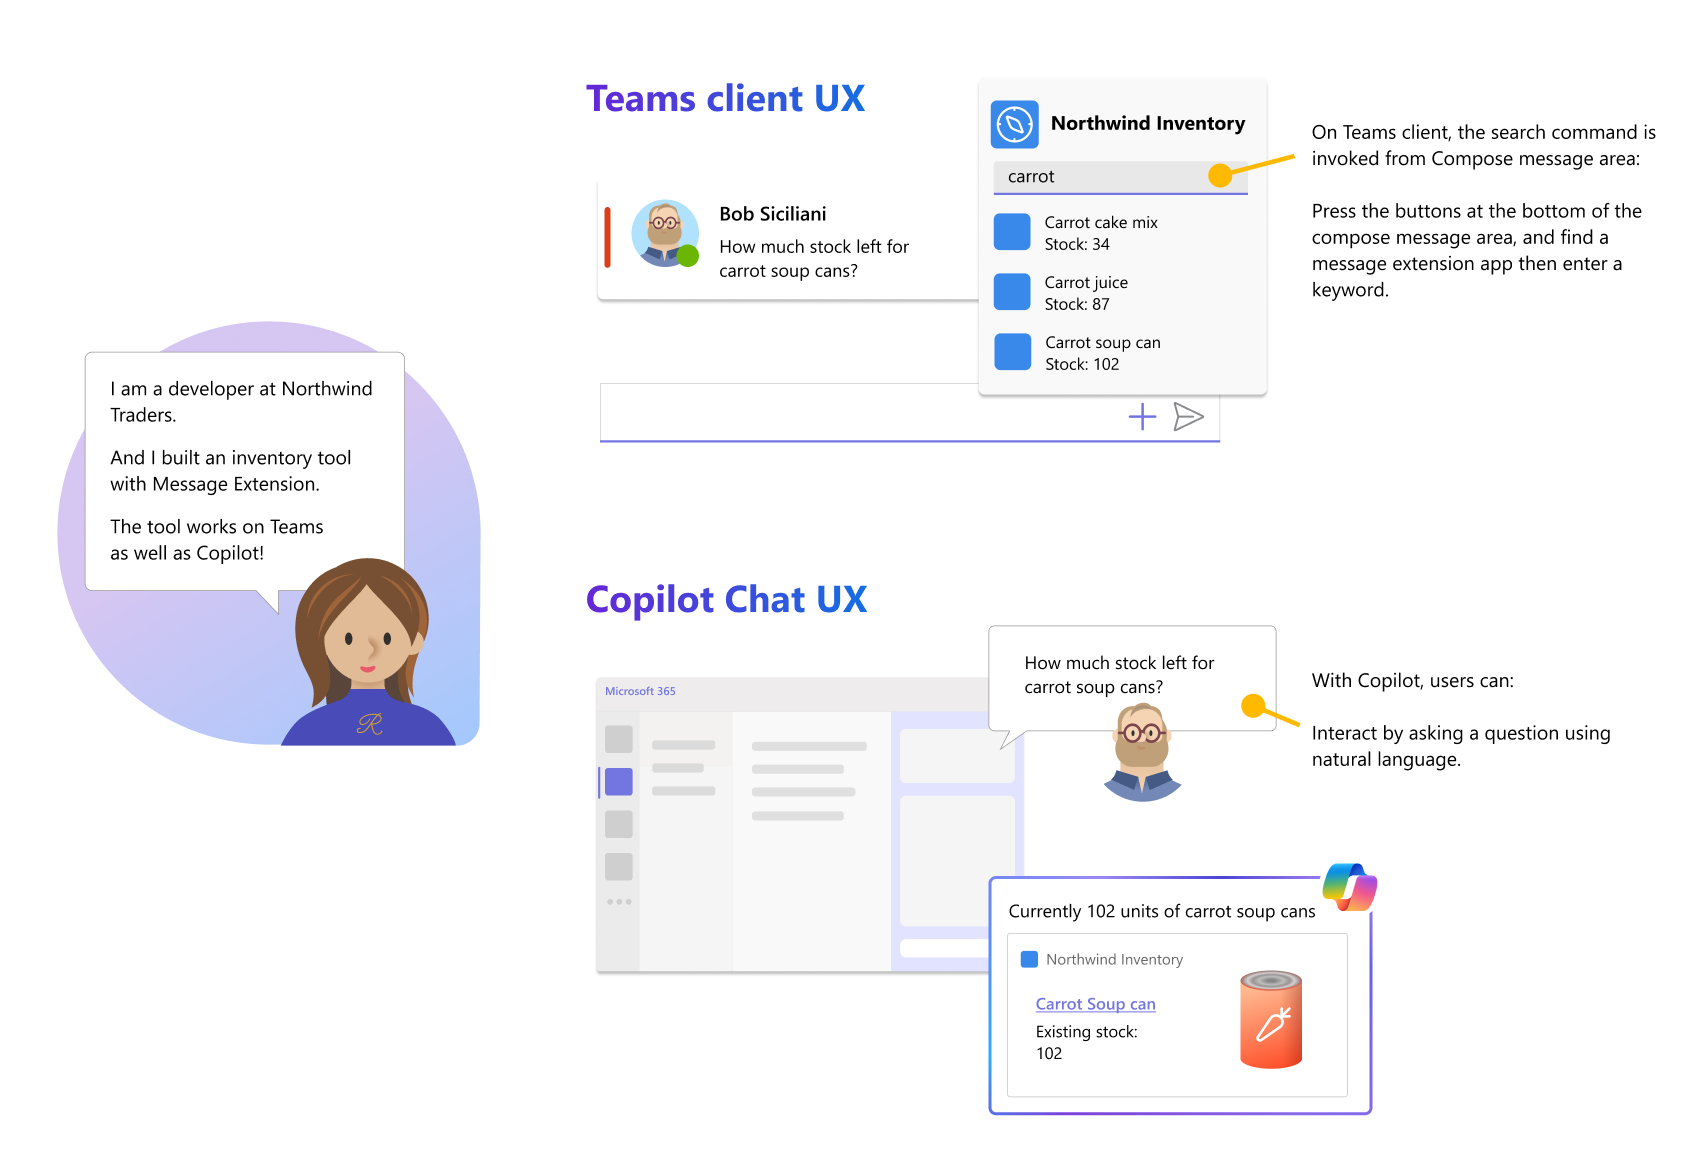 I am a developer at Northwind
Traders.
And I built an inventory tool
with Message Extension.
The tool works on Teams
as well as Copilot!
R
Teams client UX
Bob Siciliani
How much stock left for
carrot soup cans?
Northwind Inventory
carrot
Carrot cake mix
Stock: 34
Carrot juice
Stock: 87
Carrot soup can
Stock: 102
On Teams client, the search command is
invoked from Compose message area:
Press the buttons at the bottom of the
compose message area, and find a
message extension app then enter a
keyword.
Copilot Chat UX
Microsoft 365
How much stock left for
carrot soup cans?
With Copilot, users can:
Interact by asking a question using
natural language.
Currently 102 units of carrot soup cans
Northwind Inventory
Carrot Soup can
Existing stock:
102